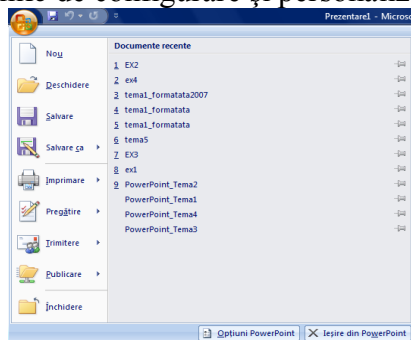 de configurare și personaliz
Prezentare1 - Microso
Nou
Deschidere
Salvare
Salvare ca
Imprimare
Pregătire
Trimitere
Publicare
Închidere
Documente recente
1 EX2
2 ex4
3 tema1_formatata2007
4 tema1_formatata
5 tema1_formatata
6 tema5
7 EX3
8 ex1
9 PowerPoint_Tema2
PowerPoint_Tema1
PowerPoint_Tema4
PowerPoint_Tema3
Opțiuni PowerPoint
Ieșire din PowerPoint